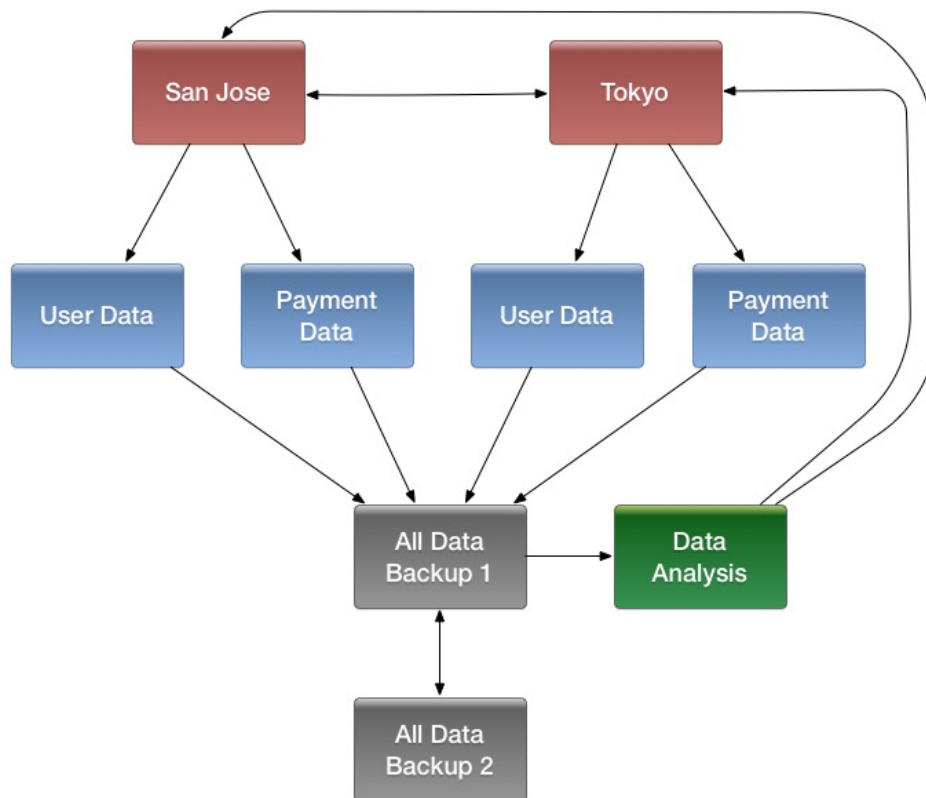 San Jose
Tokyo
User Data
Payment
Data
User Data
Payment
Data
All Data
Backup 1
Data
Analysis
All Data
Backup 2